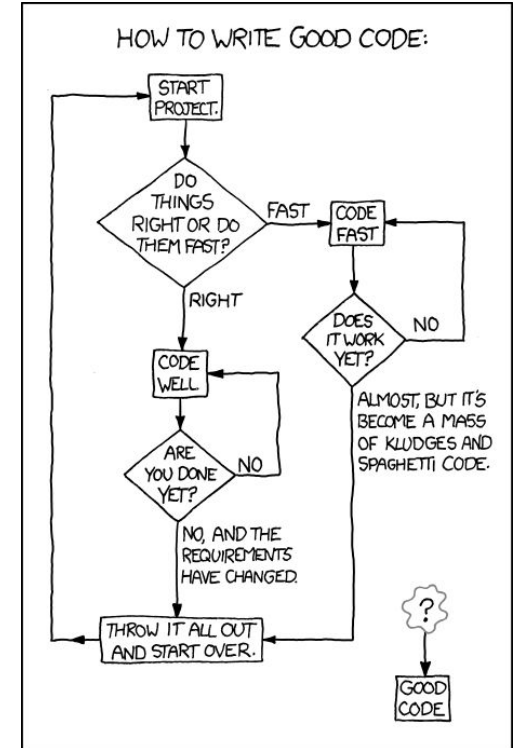 HOW TO WRITE GOOD CODE:
START
PROJECT.
DO
THINGS
RIGHT OR DO
THEM FAST?
FAST
CODE
FAST
RIGHT
DOES
IT WORK
YET?
NO
CODE
WELL
ALMOST, BUT IT'S
BECOME A MASS
OF KLUDGES AND
SPAGHETTI CODE.
ARE
YOU DONE
YET?
NO
NO, AND THE
REQUIREMENTS
HAVE CHANGED.
THROW IT ALL OUT
AND START OVER.
?
GOOD
CODE